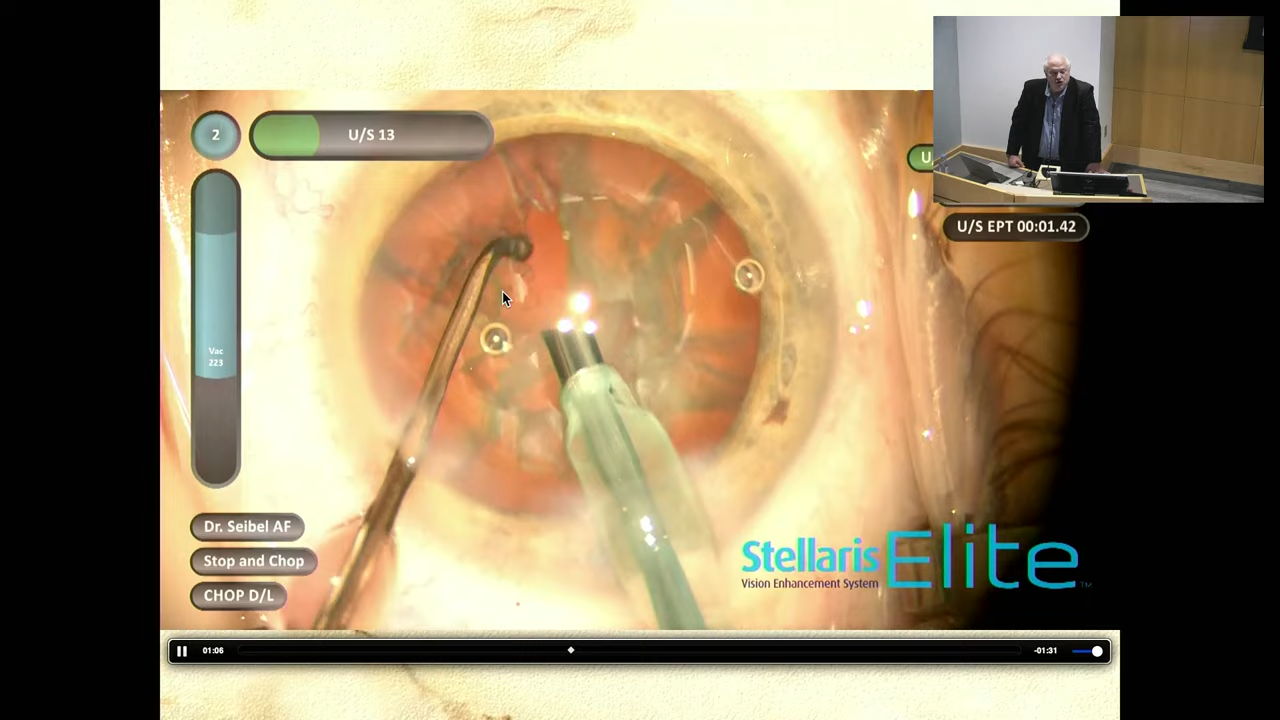 2
U/S 13
U
U/S EPT 00:01.42
Vac
223
Dr. Seibel AF
Stop and Chop
CHOP D/L
Stellaris Elite™
Vision Enhancement System
01:06
-01:31